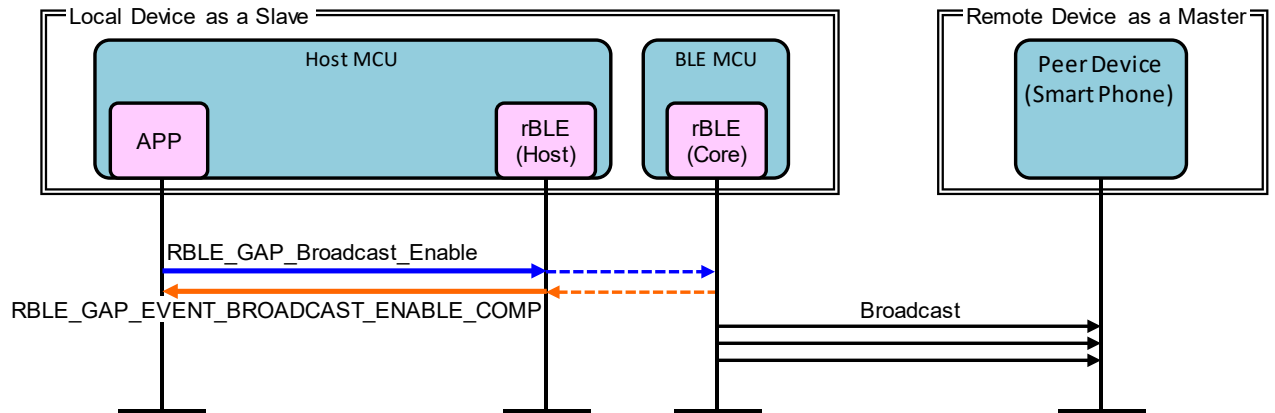 Local Device as a Slave
Remote Device as a Master
Host MCU
BLE MCU
Peer Device
(Smart Phone)
APP
rBLE
(Host)
rBLE
(Core)
RBLE_GAP_Broadcast_Enable
RBLE_GAP_EVENT_BROADCAST_ENABLE_COMP
Broadcast